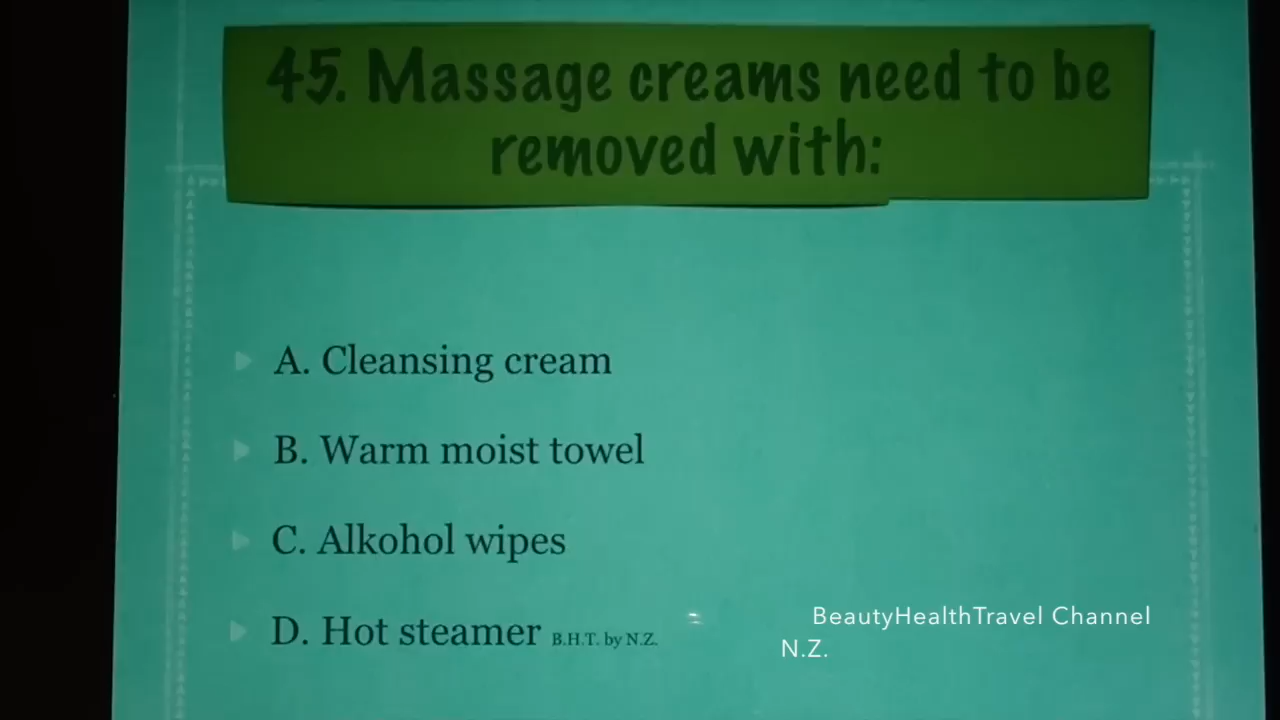 45. Massage creams need to be
removed with:
A. Cleansing cream
B. Warm moist towel
C. Alkohol wipes
D. Hot steamer B.H.T. by N.Z.
BeautyHealthTravel Channel
N.Z.